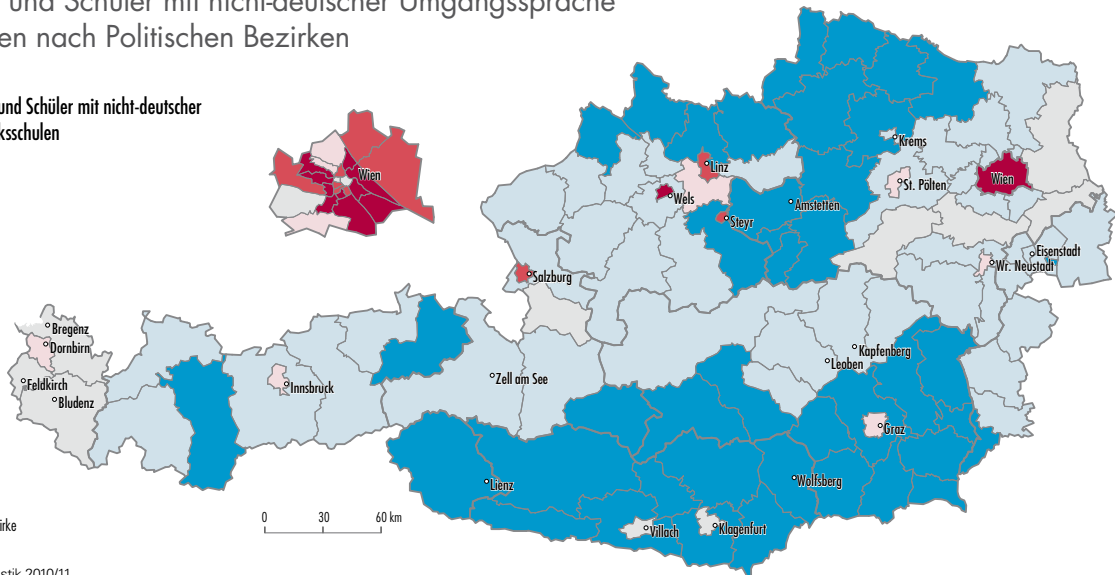 und Schüler mit nicht-deutscher Umgangssprache
en nach Politischen Bezirken
und Schüler mit nicht-deutscher
ksschulen
Wien
Krems
Linz
St. Pölten
Wien
Wels
Amstetten
Steyr
Eisenstadt
Wr. Neustadt
Salzburg
Bregenz
Dornbirn
Kapfenberg
Leoben
Zell am See
Feldkirch
Innsbruck
Bludenz
Graz
Lienz
Wolfsberg
0 30 60 km
irke
Villach
Klagenfurt
stik 2010/11